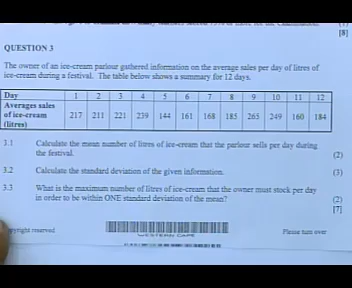 [8]
QUESTION 3
The owner of an ice-cream parlour gathered information on the average sales per day of litres of
ice-cream during a festival. The table below shows a summary for 12 days.
Day 1 2 3 4 5 6 7 8 9 10 11 12
Averages sales
of ice-cream 217 211 221 239 144 161 168 185 265 249 160 184
(litres)
3.1 Calculate the mean number of litres of ice-cream that the parlour sells per day during
the festival. (2)
3.2 Calculate the standard deviation of the given information. (3)
3.3 What is the maximum number of litres of ice-cream that the owner must stock per day
in order to be within ONE standard deviation of the mean? (2)
[7]
reserved Please turn over
WESTERN CAPE